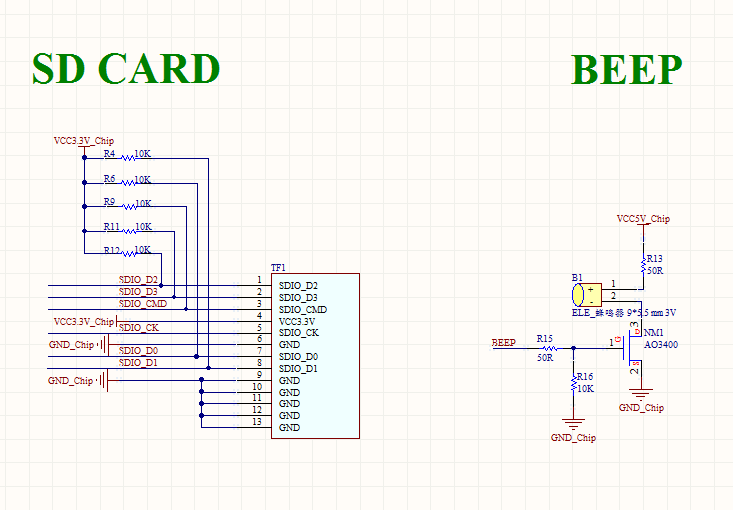 SD CARD
BEEP
VCC3.3V_Chip
R4 10K
R6 10K
R9 10K
R11 10K
R12 10K
TF1
SDIO_D2 1 SDIO_D2
SDIO_D3 2 SDIO_D3
SDIO_CMD 3 SDIO_CMD
VCC3.3V_Chip 4 VCC3.3V
SDIO_CK 5 SDIO_CK
GND_Chip 6 GND
SDIO_D0 7 SDIO_D0
SDIO_D1 8 SDIO_D1
GND_Chip 9 GND
10 GND
11 GND
12 GND
13 GND
VCC5V_Chip
R13
50R
B1
+ 1
- 2
ELE_蜂鸣器 9*5.5 mm 3V
3 D
NM1
AO3400
BEEP R15 1 G
50R
S 2
R16
10K
GND_Chip
GND_Chip